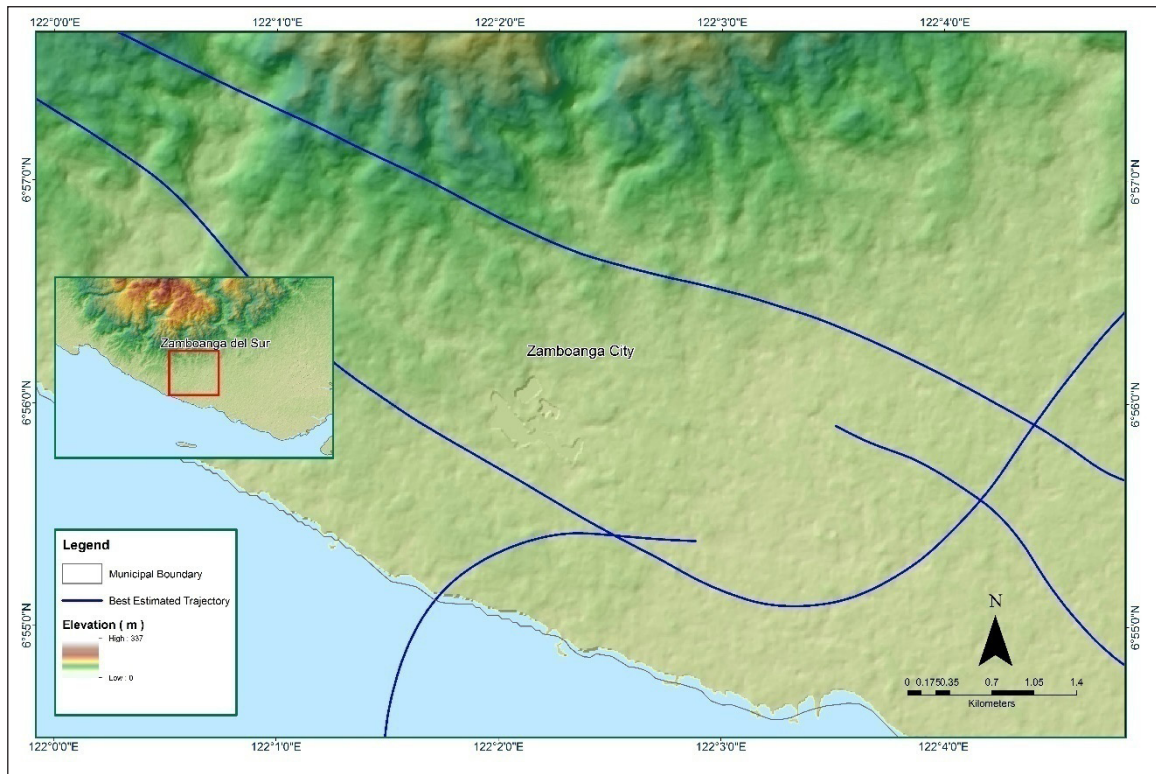 122°0'0"E
122°1'0"E
122°2'0"E
122°3'0"E
122°4'0"E
6°57'0"N
6°57'0"N
Zamboanga del Sur
Zamboanga City
6°56'0"N
6°56'0"N
Legend
Municipal Boundary
Best Estimated Trajectory
Elevation ( m )
High : 337
Low : 0
6°55'0"N
6°55'0"N
N
0 0.175 0.35 0.7 1.05 1.4
Kilometers
122°0'0"E
122°1'0"E
122°2'0"E
122°3'0"E
122°4'0"E